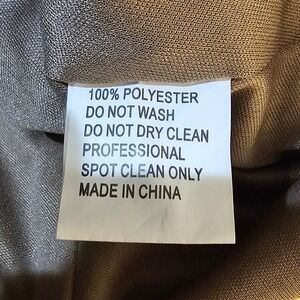 100% POLYESTER
DO NOT WASH
DO NOT DRY CLEAN
PROFESSIONAL
SPOT CLEAN ONLY
MADE IN CHINA